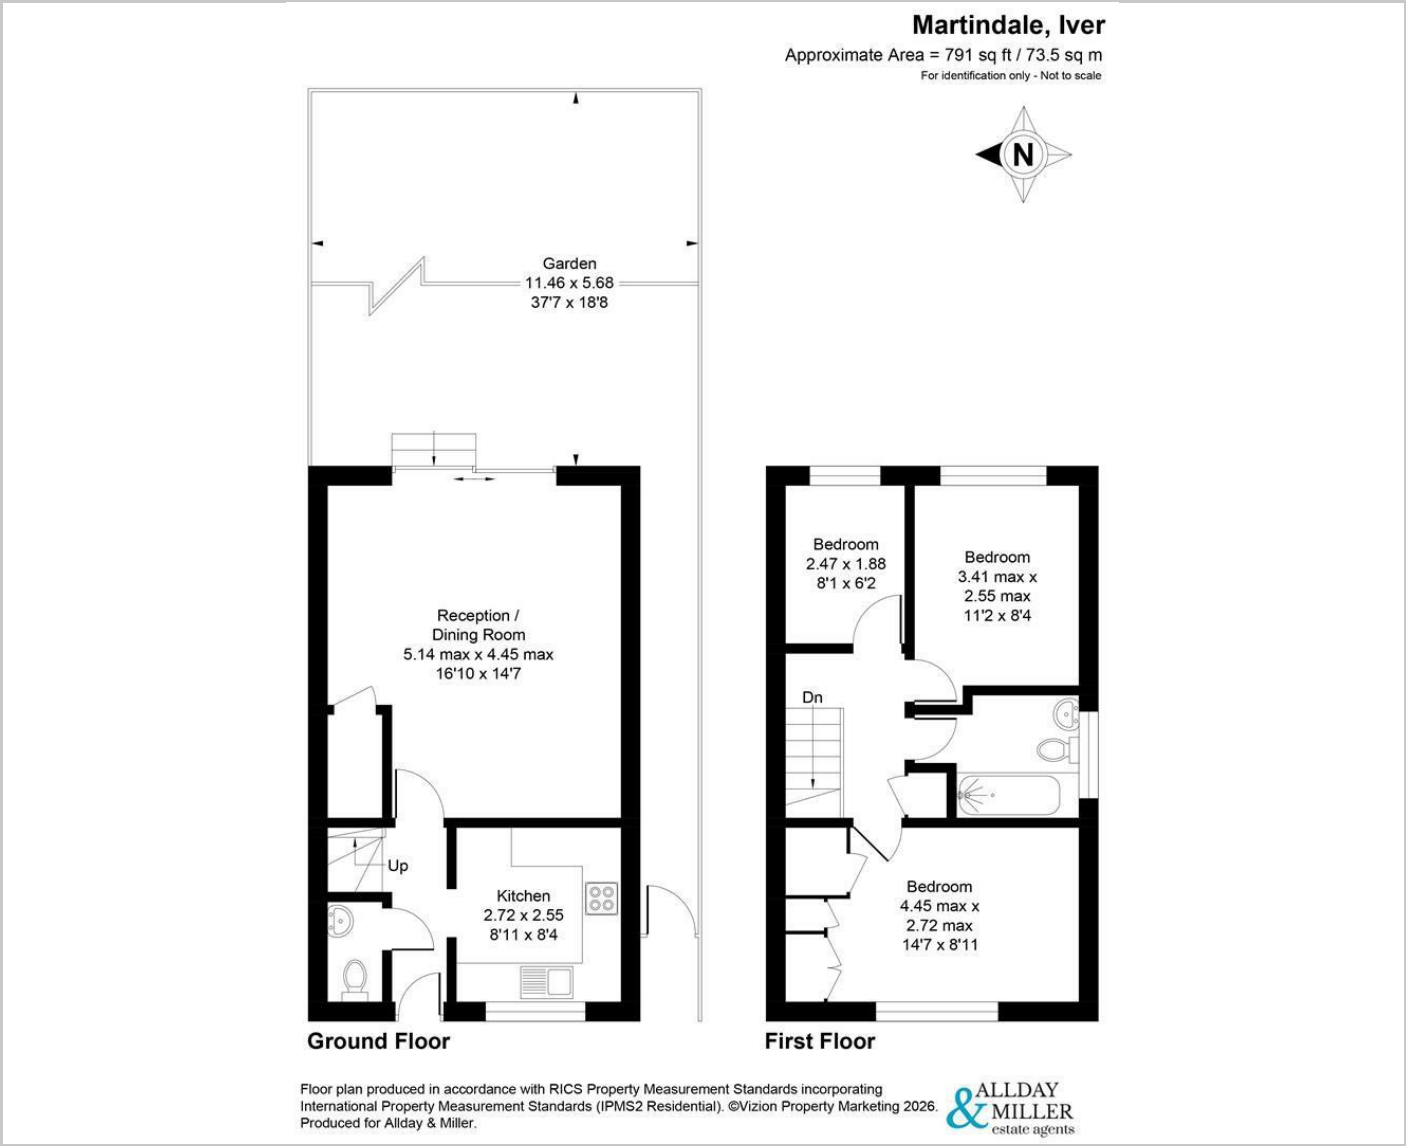 Martindale, Iver
Approximate Area = 791 sq ft / 73.5 sq m
For identification only - Not to scale
N
Garden
11.46 x 5.68
37'7 x 18'8
Reception /
Dining Room
5.14 max x 4.45 max
16'10 x 14'7
Up
Kitchen
2.72 x 2.55
8'11 x 8'4
Ground Floor
Bedroom
2.47 x 1.88
8'1 x 6'2
Bedroom
3.41 max x
2.55 max
11'2 x 8'4
Dn
Bedroom
4.45 max x
2.72 max
14'7 x 8'11
First Floor
Floor plan produced in accordance with RICS Property Measurement Standards incorporating
International Property Measurement Standards (IPMS2 Residential). ©Vizion Property Marketing 2026.
Produced for Allday & Miller.
ALLDAY
& MILLER
estate agents